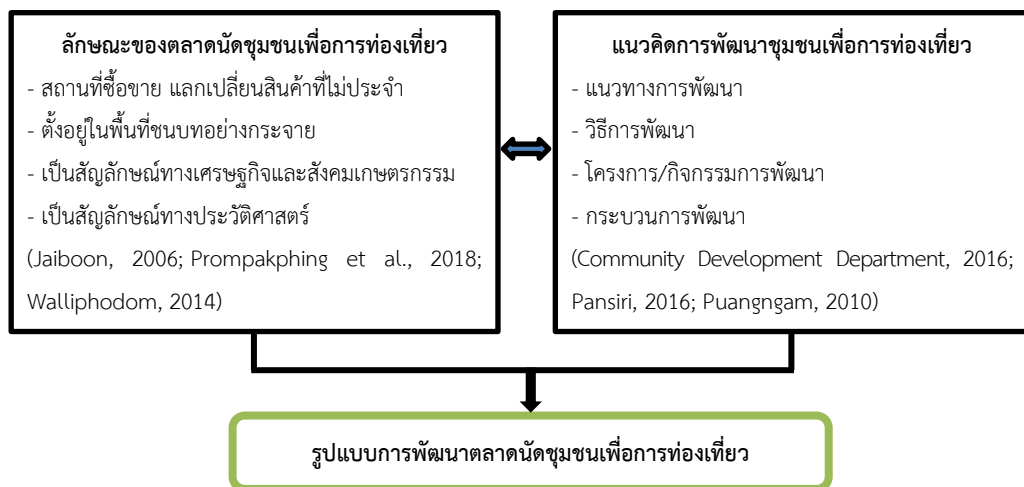 ลักษณะของตลาดนัดชุมชนเพื่อการท่องเที่ยว
- สถานที่ซื้อขาย แลกเปลี่ยนสินค้าที่ไม่ประจำ
- ตั้งอยู่ในพื้นที่ชนบทอย่างกระจาย
- เป็นสัญลักษณ์ทางเศรษฐกิจและสังคมเกษตรกรรม
- เป็นสัญลักษณ์ทางประวัติศาสตร์
(Jaiboon, 2006; Prompakphing et al., 2018;
Walliphodom, 2014)
แนวคิดการพัฒนาชุมชนเพื่อการท่องเที่ยว
- แนวทางการพัฒนา
- วิธีการพัฒนา
- โครงการ/กิจกรรมการพัฒนา
- กระบวนการพัฒนา
(Community Development Department, 2016;
Pansiri, 2016; Puangngam, 2010)
รูปแบบการพัฒนาตลาดนัดชุมชนเพื่อการท่องเที่ยว